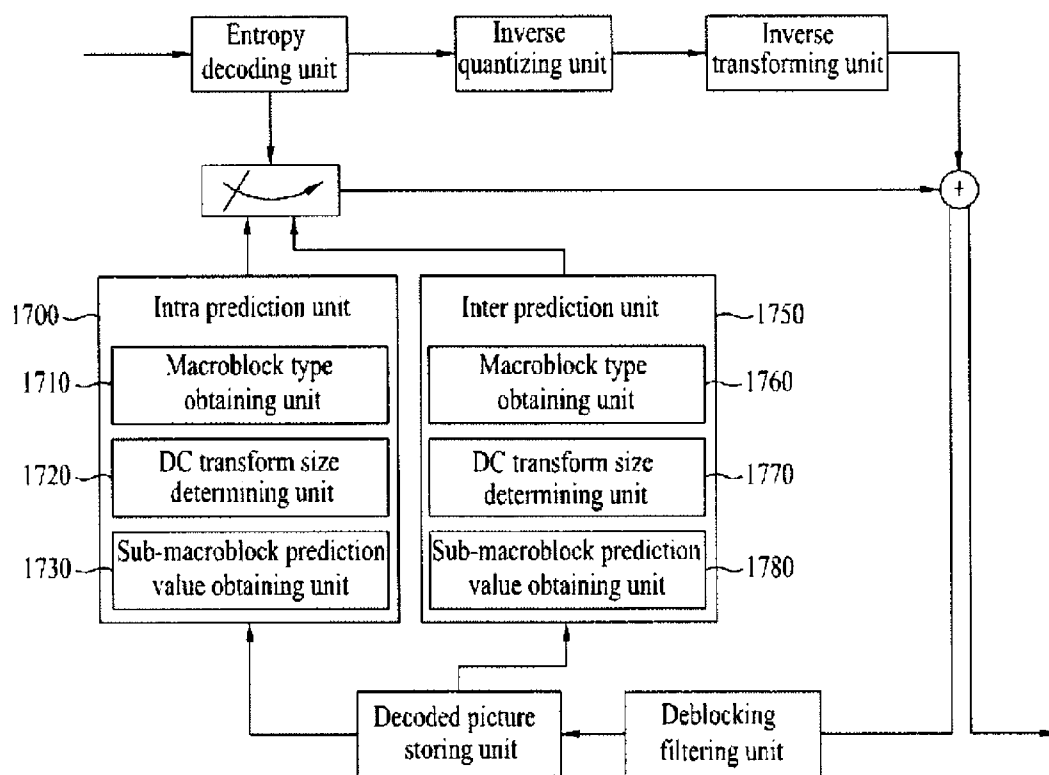 Entropy
decoding unit
Inverse
quantizing unit
Inverse
transforming unit
+
1700
Intra prediction unit
1710
Macroblock type
obtaining unit
1720
DC transform size
determining unit
1730
Sub-macroblock prediction
value obtaining unit
Inter prediction unit
1750
Macroblock type
obtaining unit
1760
DC transform size
determining unit
1770
Sub-macroblock prediction
value obtaining unit
1780
Decoded picture
storing unit
Deblocking
filtering unit